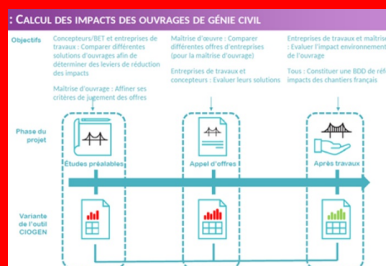 : CALCUL DES IMPACTS DES OUVRAGES DE GÉNIE CIVIL
Objectifs
Concepteurs/BET et entreprises de
travaux : Comparer différentes
solutions d'ouvrages afin de
déterminer des leviers de réduction
des impacts
Maîtrise d'ouvrage : Affiner ses
critères de jugement des offres
Maîtrise d'œuvre : Comparer
différentes offres d'entreprises
(pour la maîtrise d'ouvrage)
Entreprises de travaux et
concepteurs : Evaluer leurs solutions
Entreprises de travaux et maîtrise
: Evaluer l'impact environnement
de l'ouvrage
Tous : Constituer une BDD de réfé
impacts des chantiers français
Phase du
projet
Études préalables
Appel d'offres
Après travaux
Variante
de l'outil
CIOGEN